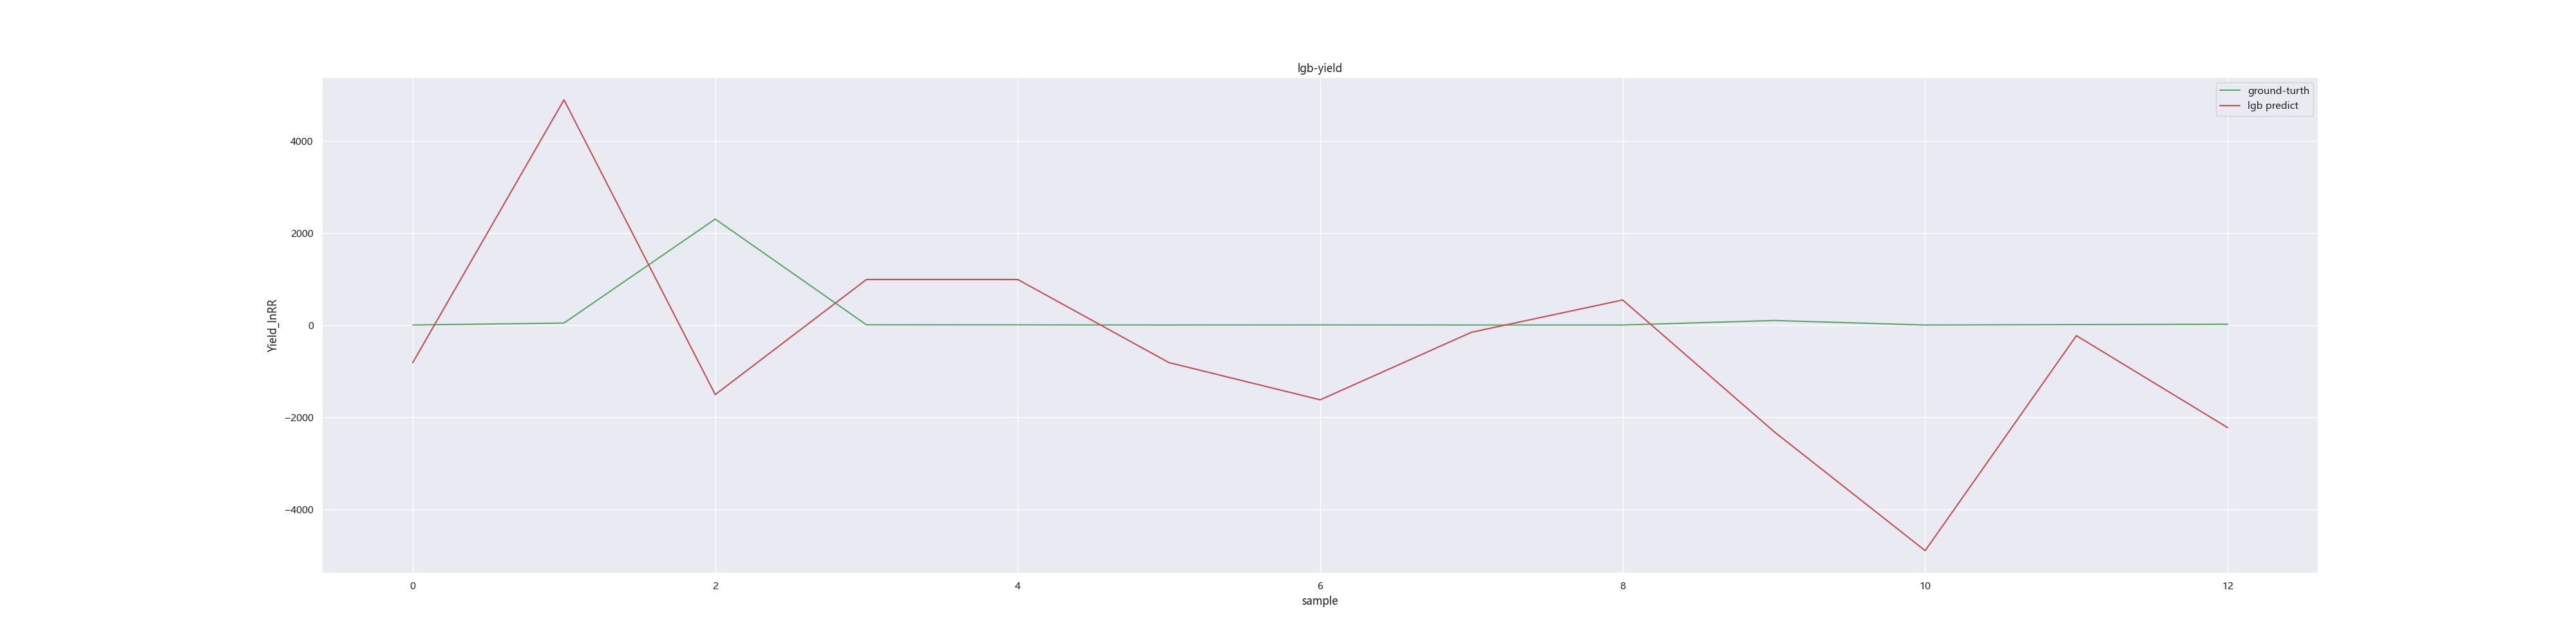 lgb-yield
ground-turth
lgb predict
4000
2000
0
−2000
−4000
Yield_lnRR
0 2 4 6 8 10 12
sample